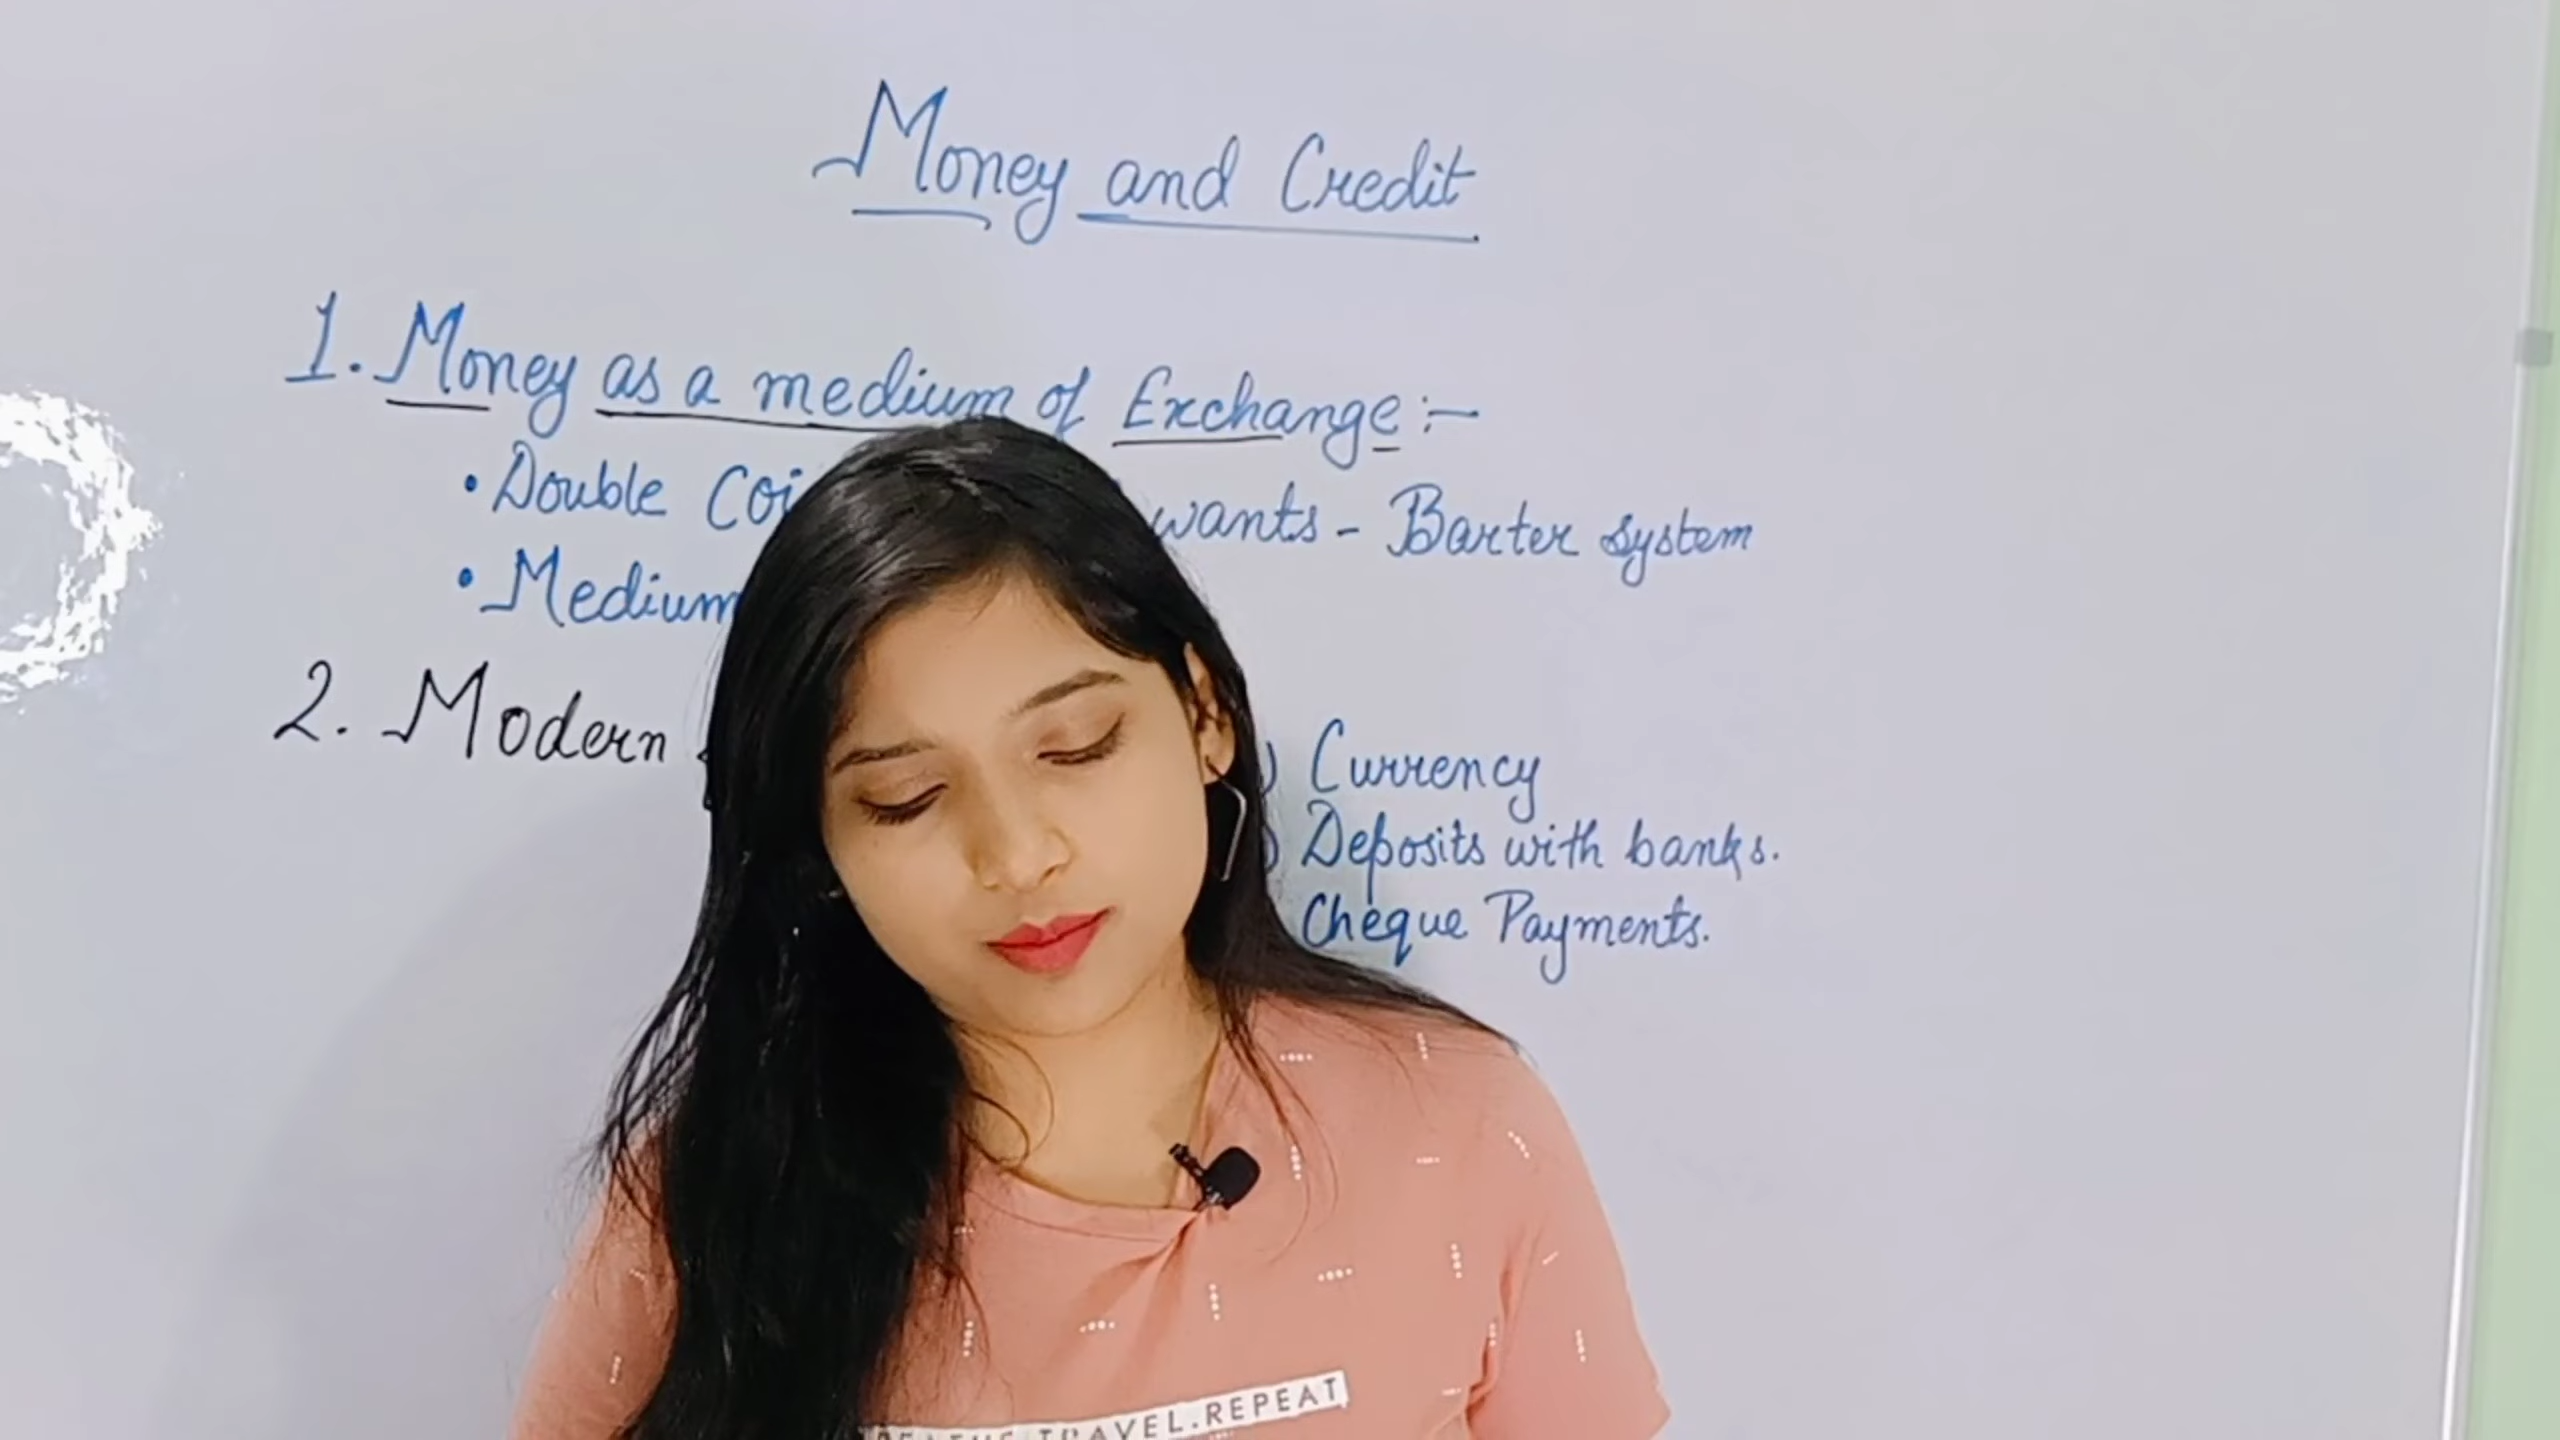 Money and Credit
1. Money as a medium of Exchange :-
• Double wants - Barter system
• Medium
2. Modern
Currency
Deposits with banks.
Cheque Payments.
TRAVEL.REPEAT